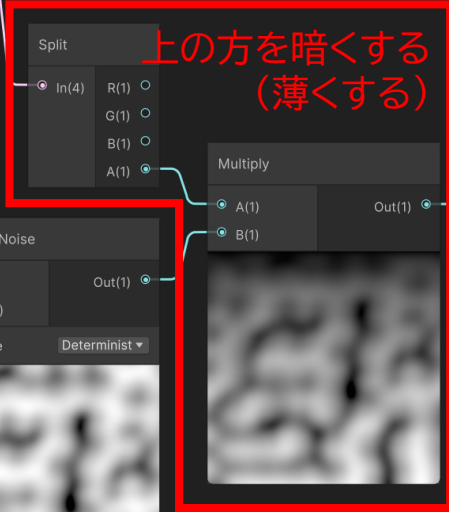 Split
上の方を暗くする
（薄くする）
In(4)
R(1)
G(1)
B(1)
A(1)
Multiply
A(1)
Out(1)
B(1)
Noise
Out(1)
)
e
Determinist